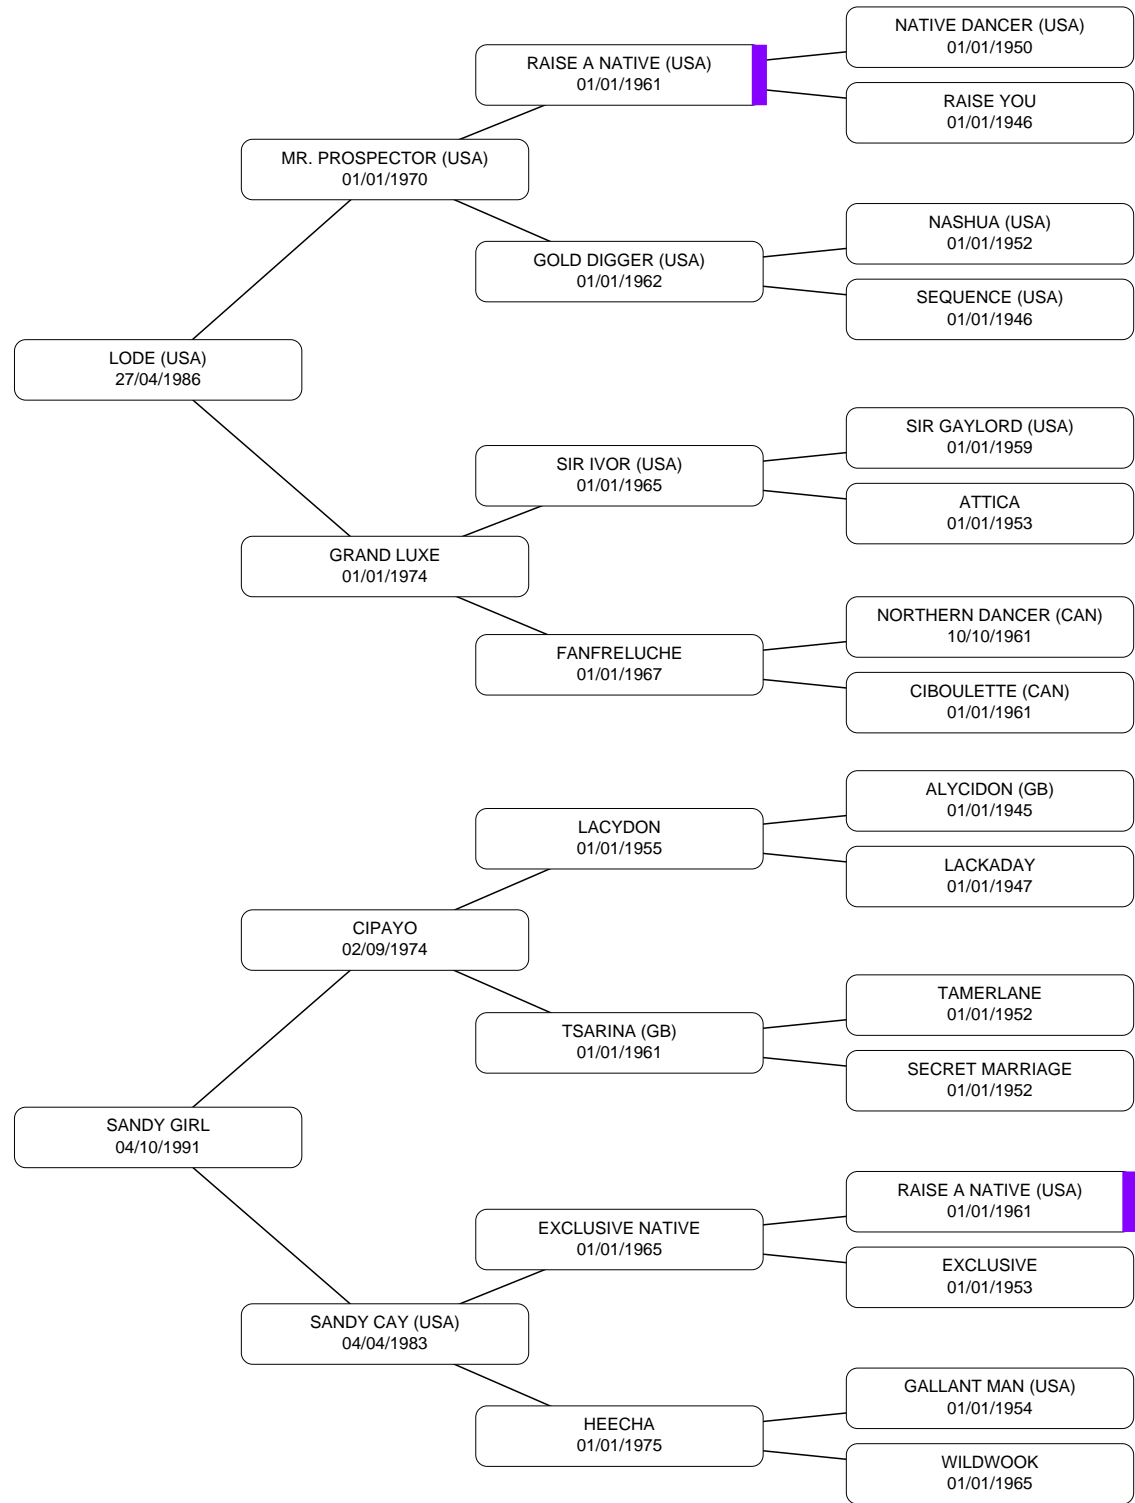 NATIVE DANCER (USA)
01/01/1950
RAISE A NATIVE (USA)
01/01/1961
RAISE YOU
01/01/1946
MR. PROSPECTOR (USA)
01/01/1970
NASHUA (USA)
01/01/1952
GOLD DIGGER (USA)
01/01/1962
SEQUENCE (USA)
01/01/1946
LODE (USA)
27/04/1986
SIR GAYLORD (USA)
01/01/1959
SIR IVOR (USA)
01/01/1965
ATTICA
01/01/1953
GRAND LUXE
01/01/1974
NORTHERN DANCER (CAN)
10/10/1961
FANFRELUCHE
01/01/1967
CIBOULETTE (CAN)
01/01/1961
ALYCIDON (GB)
01/01/1945
LACYDON
01/01/1955
LACKADAY
01/01/1947
CIPAYO
02/09/1974
TAMERLANE
01/01/1952
TSARINA (GB)
01/01/1961
SECRET MARRIAGE
01/01/1952
SANDY GIRL
04/10/1991
RAISE A NATIVE (USA)
01/01/1961
EXCLUSIVE NATIVE
01/01/1965
EXCLUSIVE
01/01/1953
SANDY CAY (USA)
04/04/1983
GALLANT MAN (USA)
01/01/1954
HEECHA
01/01/1975
WILDWOOK
01/01/1965